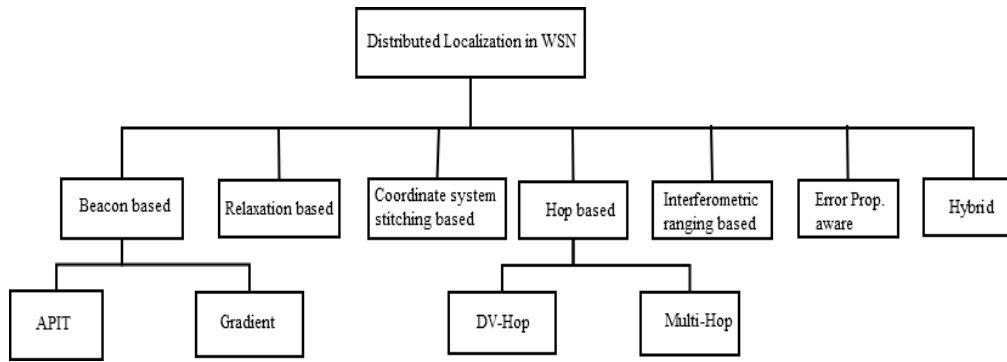 Distributed Localization in WSN
Beacon based
Relaxation based
Coordinate system
stitching based
Hop based
Interferometric
ranging based
Error Prop.
aware
Hybrid
APIT
Gradient
DV-Hop
Multi-Hop